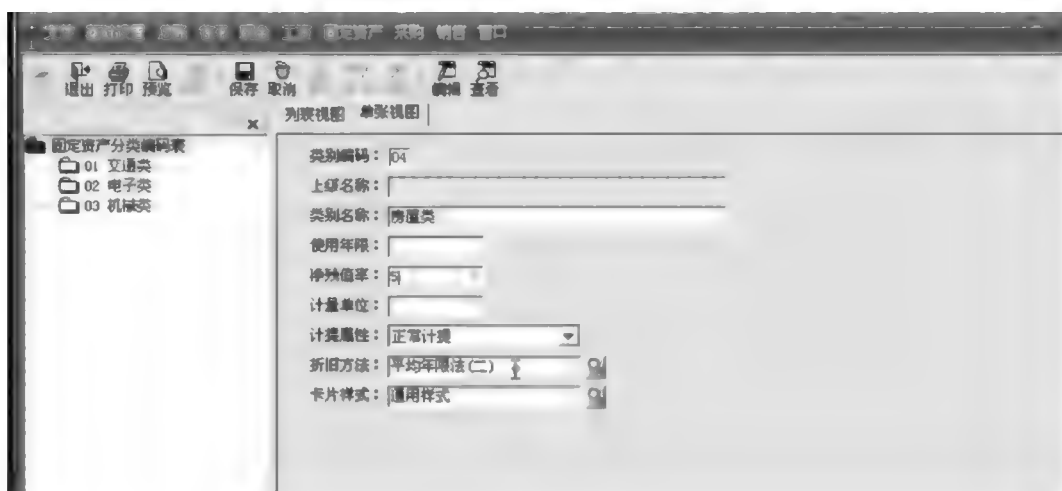 工资 固定资产 采购 销售 窗口
退出 打印 预览 保存 取消 编辑 查看
列表视图 单张视图
固定资产分类编码表
01 交通类
02 电子类
03 机械类
类别编码： 04
上级名称：
类别名称： 房屋类
使用年限：
净残值率： 5
计量单位：
计提属性： 正常计提
折旧方法： 平均年限法(二)
卡片样式： 通用样式